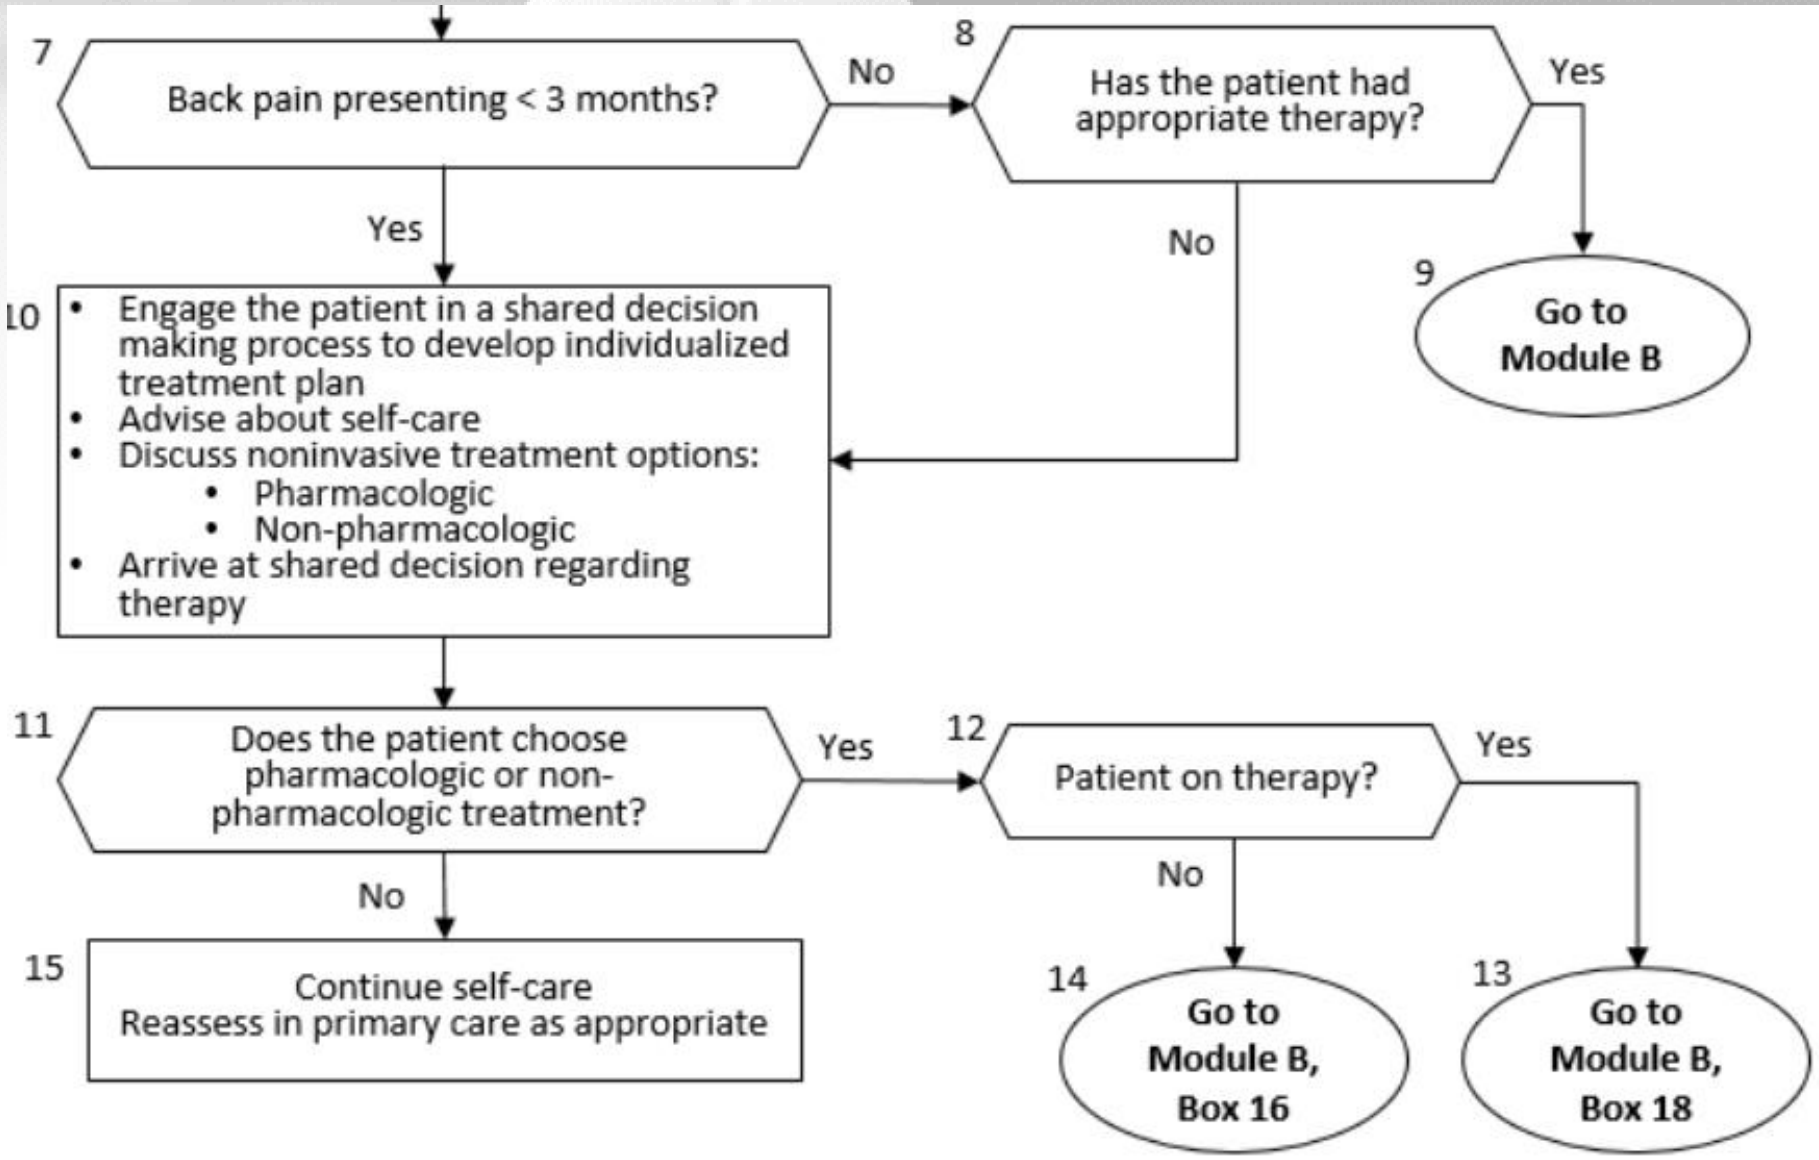 7
Back pain presenting < 3 months?
No
8
Has the patient had
appropriate therapy?
Yes
Yes
No
9
Go to
Module B
10
• Engage the patient in a shared decision
making process to develop individualized
treatment plan
• Advise about self-care
• Discuss noninvasive treatment options:
• Pharmacologic
• Non-pharmacologic
• Arrive at shared decision regarding
therapy
11
Does the patient choose
pharmacologic or non-
pharmacologic treatment?
Yes
12
Patient on therapy?
Yes
No
No
15
Continue self-care
Reassess in primary care as appropriate
14
Go to
Module B,
Box 16
13
Go to
Module B,
Box 18